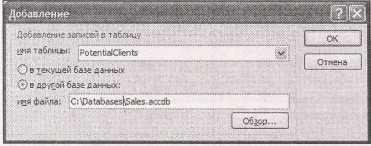 Добавление
Добавление записей в таблицу
имя таблицы: PotentialClients
в текущей базе данных
в другой базе данных:
имя файла: C:\Databases\Sales.accdb
Обзор...
ОК
Отмена